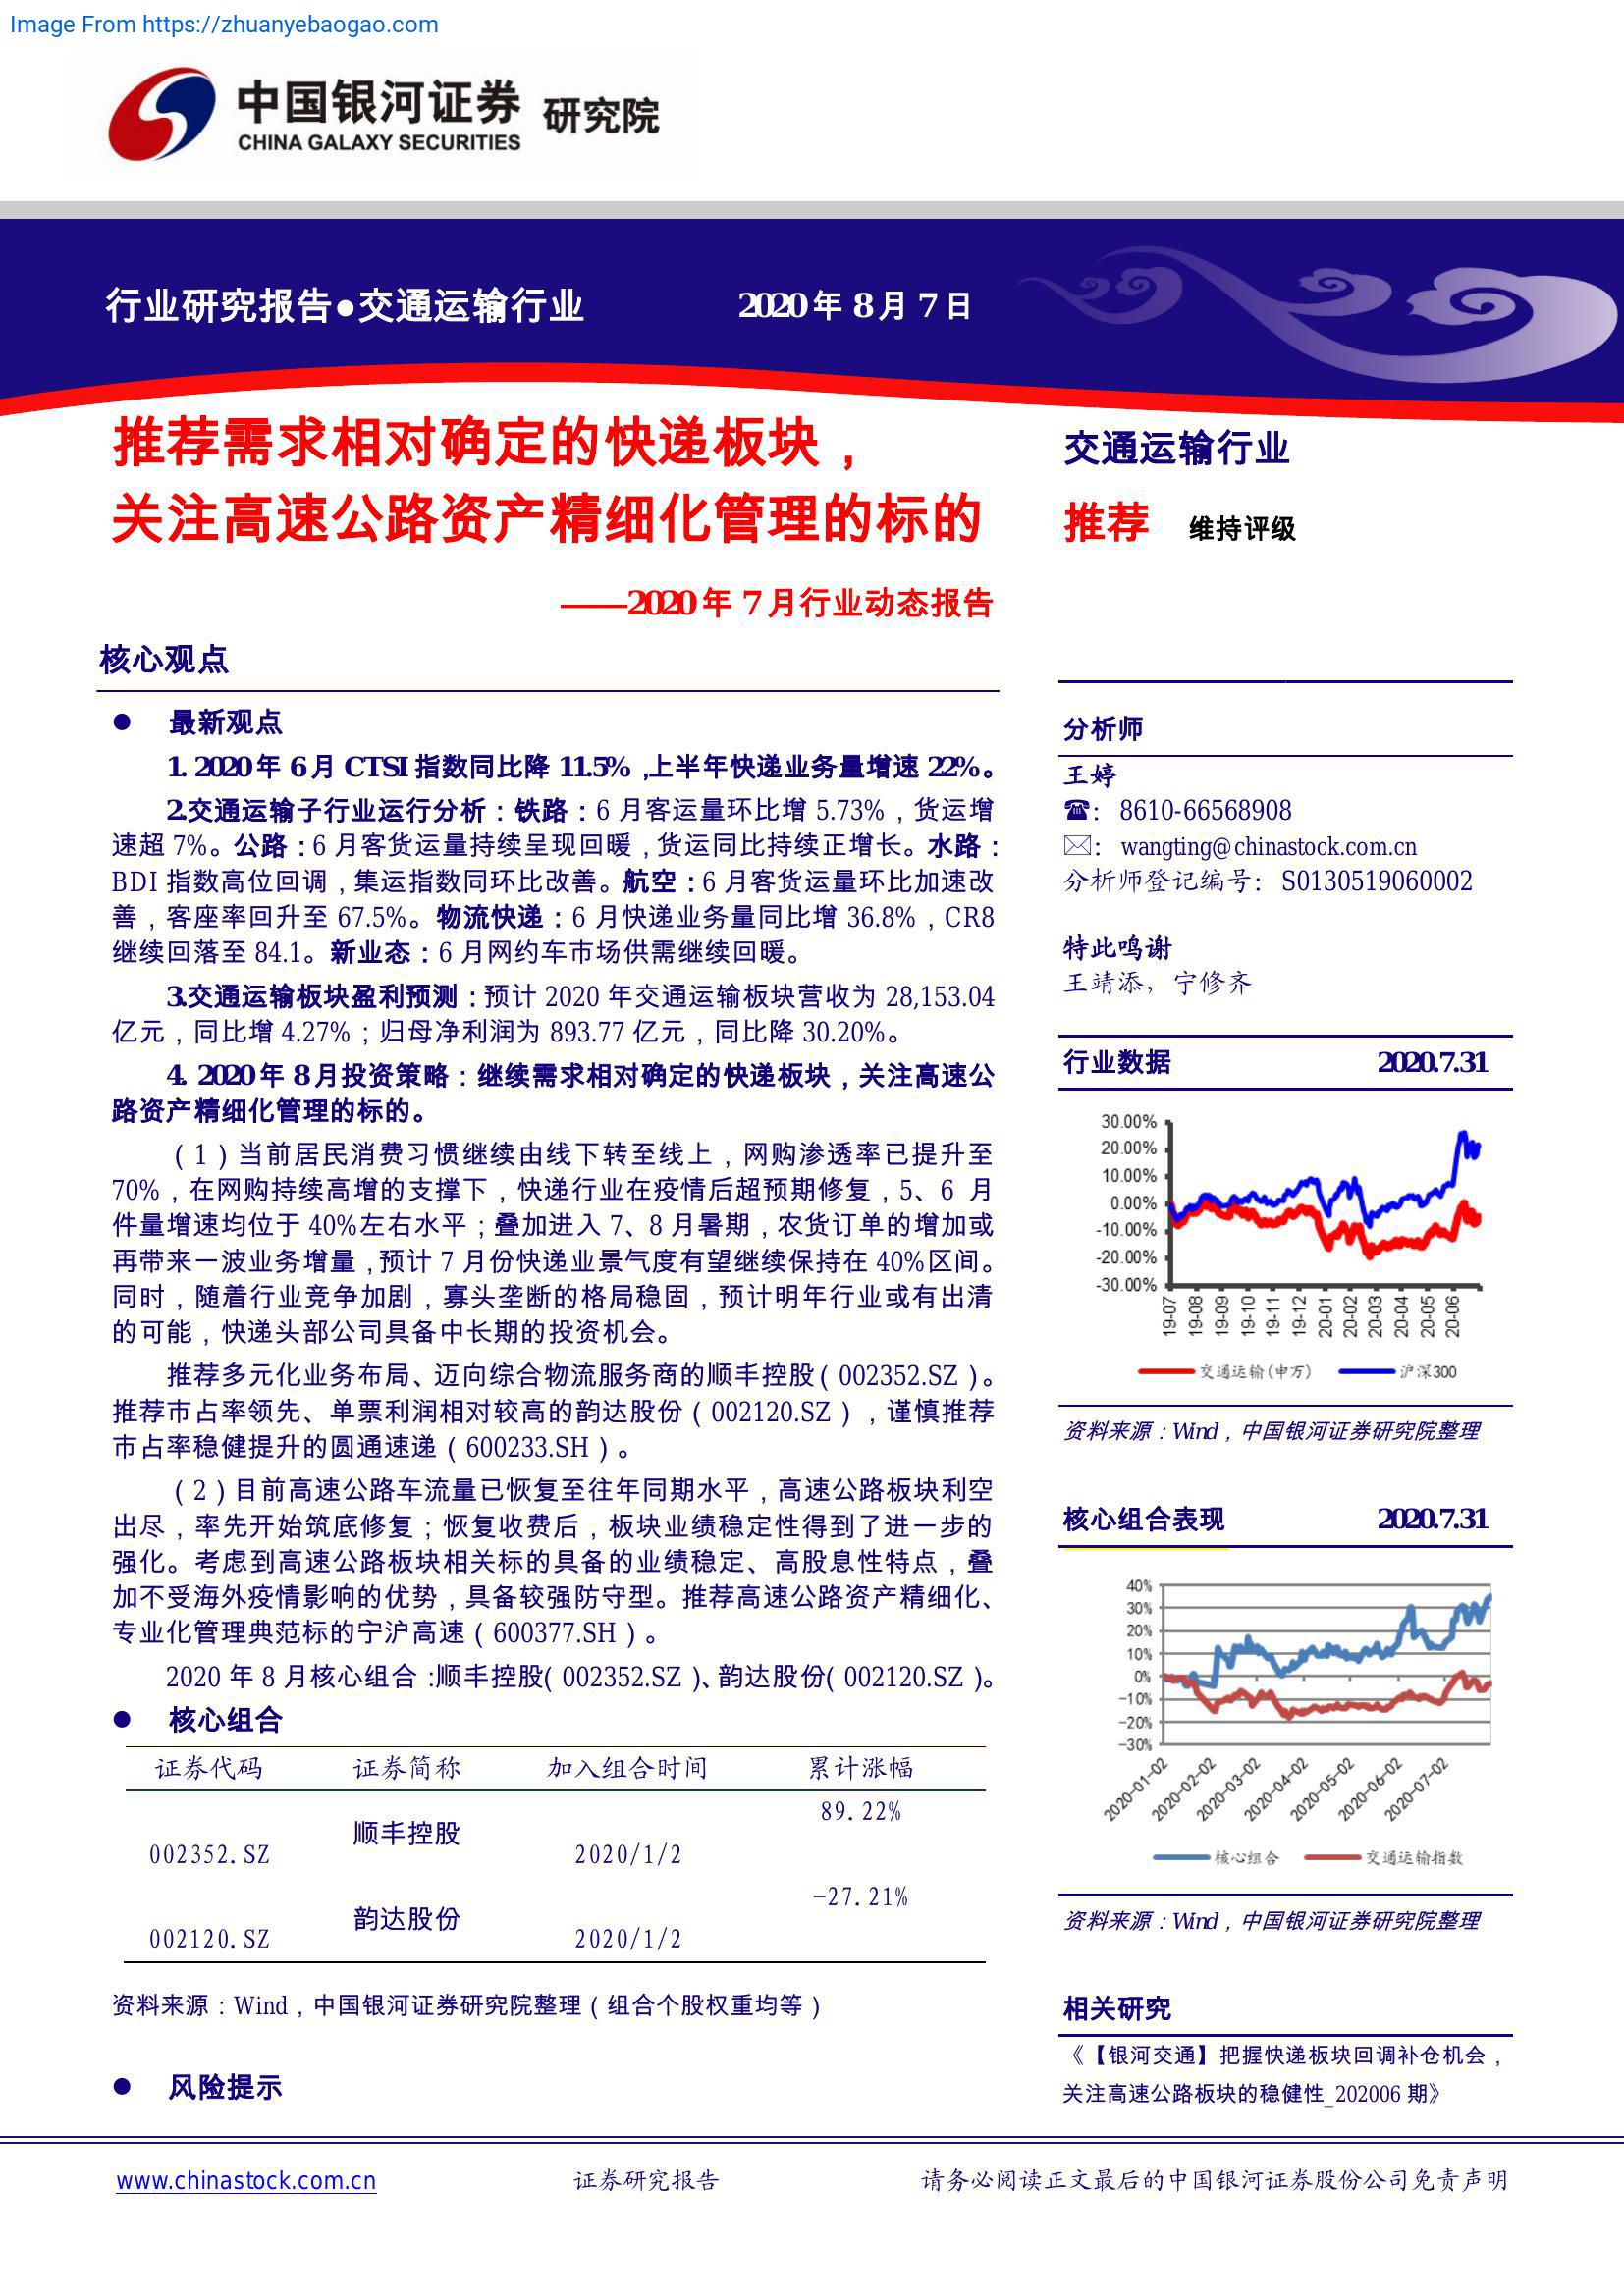 Image From https://zhuanyebaogao.com
中国银河证券 研究院
CHINA GALAXY SECURITIES
行业研究报告●交通运输行业 2020年8月7日
推荐需求相对确定的快递板块，
关注高速公路资产精细化管理的标的
——2020年7月行业动态报告
核心观点
● 最新观点
1. 2020年6月CTSI指数同比降11.5%，上半年快递业务量增速22%。
2.交通运输子行业运行分析：铁路：6月客运量环比增5.73%，货运增
速超7%。公路：6月客货运量持续呈现回暖，货运同比持续正增长。水路：
BDI指数高位回调，集运指数同环比改善。航空：6月客货运量环比加速改
善，客座率回升至67.5%。物流快递：6月快递业务量同比增36.8%，CR8
继续回落至84.1。新业态：6月网约车市场供需继续回暖。
3.交通运输板块盈利预测：预计2020年交通运输板块营收为28,153.04
亿元，同比增4.27%；归母净利润为893.77亿元，同比降30.20%。
4. 2020年8月投资策略：继续需求相对确定的快递板块，关注高速公
路资产精细化管理的标的。
（1）当前居民消费习惯继续由线下转至线上，网购渗透率已提升至
70%，在网购持续高增的支撑下，快递行业在疫情后超预期修复，5、6月
件量增速均位于40%左右水平；叠加进入7、8月暑期，农货订单的增加或
再带来一波业务增量，预计7月份快递业景气度有望继续保持在40%区间。
同时，随着行业竞争加剧，寡头垄断的格局稳固，预计明年行业或有出清
的可能，快递头部公司具备中长期的投资机会。
推荐多元化业务布局、迈向综合物流服务商的顺丰控股（002352.SZ）。
推荐市占率领先、单票利润相对较高的韵达股份（002120.SZ），谨慎推荐
市占率稳健提升的圆通速递（600233.SH）。
（2）目前高速公路车流量已恢复至往年同期水平，高速公路板块利空
出尽，率先开始筑底修复；恢复收费后，板块业绩稳定性得到了进一步的
强化。考虑到高速公路板块相关标的具备的业绩稳定、高股息性特点，叠
加不受海外疫情影响的优势，具备较强防守型。推荐高速公路资产精细化、
专业化管理典范标的宁沪高速（600377.SH）。
2020年8月核心组合：顺丰控股（002352.SZ）、韵达股份（002120.SZ）。
● 核心组合
证券代码 证券简称 加入组合时间 累计涨幅
002352.SZ 顺丰控股 2020/1/2 89.22%
002120.SZ 韵达股份 2020/1/2 -27.21%
资料来源：Wind，中国银河证券研究院整理（组合个股权重均等）
● 风险提示
交通运输行业
推荐 维持评级
分析师
王婷
☎：8610-66568908
✉：wangting@chinastock.com.cn
分析师登记编号：S0130519060002
特此鸣谢
王靖添，宁修齐
行业数据 2020.7.31
30.00%
20.00%
10.00%
0.00%
-10.00%
-20.00%
-30.00%
19-07 19-08 19-09 19-10 19-11 19-12 20-01 20-02 20-03 20-04 20-05 20-06
交通运输(申万) 沪深300
资料来源：Wind，中国银河证券研究院整理
核心组合表现 2020.7.31
40%
30%
20%
10%
0%
-10%
-20%
-30%
2020-01-02 2020-02-02 2020-03-02 2020-04-02 2020-05-02 2020-06-02 2020-07-02
核心组合 交通运输指数
资料来源：Wind，中国银河证券研究院整理
相关研究
《【银河交通】把握快递板块回调补仓机会，
关注高速公路板块的稳健性_202006期》
www.chinastock.com.cn 证券研究报告 请务必阅读正文最后的中国银河证券股份公司免责声明